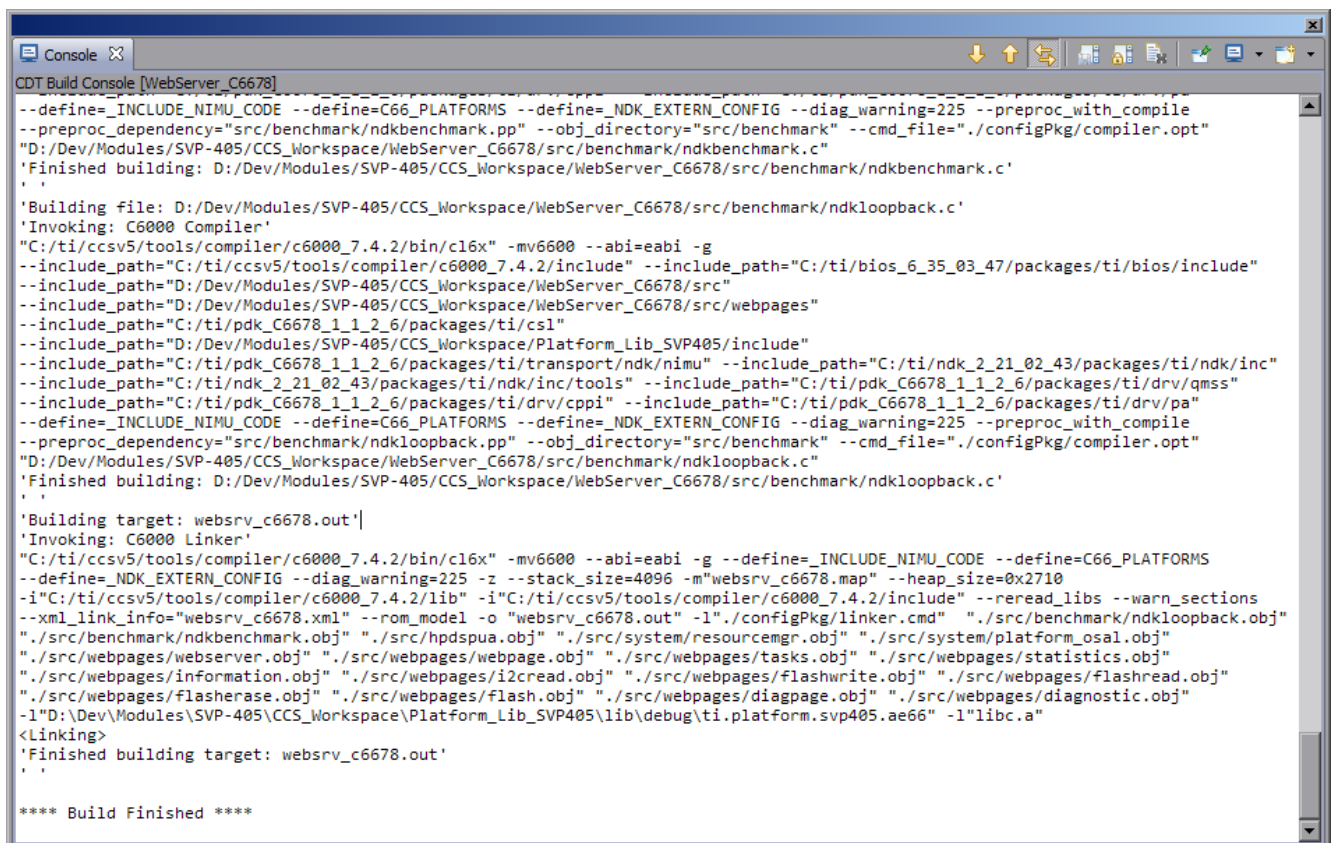 Console
CDT Build Console [WebServer_C6678]
--define=_INCLUDE_NIMU_CODE --define=C66_PLATFORMS --define=_NDK_EXTERN_CONFIG --diag_warning=225 --preproc_with_compile
--preproc_dependency="src/benchmark/ndkbenchmark.pp" --obj_directory="src/benchmark" --cmd_file="./configPkg/compiler.opt"
"D:/Dev/Modules/SVP-405/CCS_Workspace/WebServer_C6678/src/benchmark/ndkbenchmark.c"
'Finished building: D:/Dev/Modules/SVP-405/CCS_Workspace/WebServer_C6678/src/benchmark/ndkbenchmark.c'
' '
'Building file: D:/Dev/Modules/SVP-405/CCS_Workspace/WebServer_C6678/src/benchmark/ndkloopback.c'
'Invoking: C6000 Compiler'
"C:/ti/ccsv5/tools/compiler/c6000_7.4.2/bin/cl6x" -mv6600 --abi=eabi -g
--include_path="C:/ti/ccsv5/tools/compiler/c6000_7.4.2/include" --include_path="C:/ti/bios_6_35_03_47/packages/ti/bios/include"
--include_path="D:/Dev/Modules/SVP-405/CCS_Workspace/WebServer_C6678/src"
--include_path="D:/Dev/Modules/SVP-405/CCS_Workspace/WebServer_C6678/src/webpages"
--include_path="C:/ti/pdk_C6678_1_1_2_6/packages/ti/csl"
--include_path="D:/Dev/Modules/SVP-405/CCS_Workspace/Platform_Lib_SVP405/include"
--include_path="C:/ti/pdk_C6678_1_1_2_6/packages/ti/transport/ndk/nimu" --include_path="C:/ti/ndk_2_21_02_43/packages/ti/ndk/inc"
--include_path="C:/ti/ndk_2_21_02_43/packages/ti/ndk/inc/tools" --include_path="C:/ti/pdk_C6678_1_1_2_6/packages/ti/drv/qmss"
--include_path="C:/ti/pdk_C6678_1_1_2_6/packages/ti/drv/cppi" --include_path="C:/ti/pdk_C6678_1_1_2_6/packages/ti/drv/pa"
--define=_INCLUDE_NIMU_CODE --define=C66_PLATFORMS --define=_NDK_EXTERN_CONFIG --diag_warning=225 --preproc_with_compile
--preproc_dependency="src/benchmark/ndkloopback.pp" --obj_directory="src/benchmark" --cmd_file="./configPkg/compiler.opt"
"D:/Dev/Modules/SVP-405/CCS_Workspace/WebServer_C6678/src/benchmark/ndkloopback.c"
'Finished building: D:/Dev/Modules/SVP-405/CCS_Workspace/WebServer_C6678/src/benchmark/ndkloopback.c'
' '
'Building target: websrv_c6678.out'
'Invoking: C6000 Linker'
"C:/ti/ccsv5/tools/compiler/c6000_7.4.2/bin/cl6x" -mv6600 --abi=eabi -g --define=_INCLUDE_NIMU_CODE --define=C66_PLATFORMS
--define=_NDK_EXTERN_CONFIG --diag_warning=225 -z --stack_size=4096 -m"websrv_c6678.map" --heap_size=0x2710
-i"C:/ti/ccsv5/tools/compiler/c6000_7.4.2/lib" -i"C:/ti/ccsv5/tools/compiler/c6000_7.4.2/include" --reread_libs --warn_sections
--xml_link_info="websrv_c6678.xml" --rom_model -o "websrv_c6678.out" -l"./configPkg/linker.cmd"  "./src/benchmark/ndkloopback.obj"
"./src/benchmark/ndkbenchmark.obj" "./src/hpdspua.obj" "./src/system/resourcemgr.obj" "./src/system/platform_osal.obj"
"./src/webpages/webserver.obj" "./src/webpages/webpage.obj" "./src/webpages/tasks.obj" "./src/webpages/statistics.obj"
"./src/webpages/information.obj" "./src/webpages/i2cread.obj" "./src/webpages/flashwrite.obj" "./src/webpages/flashread.obj"
"./src/webpages/flasherase.obj" "./src/webpages/flash.obj" "./src/webpages/diagpage.obj" "./src/webpages/diagnostic.obj"
-l"D:\Dev\Modules\SVP-405\CCS_Workspace\Platform_Lib_SVP405\lib\debug\ti.platform.svp405.ae66" -l"libc.a"
<Linking>
'Finished building target: websrv_c6678.out'
' '
**** Build Finished ****